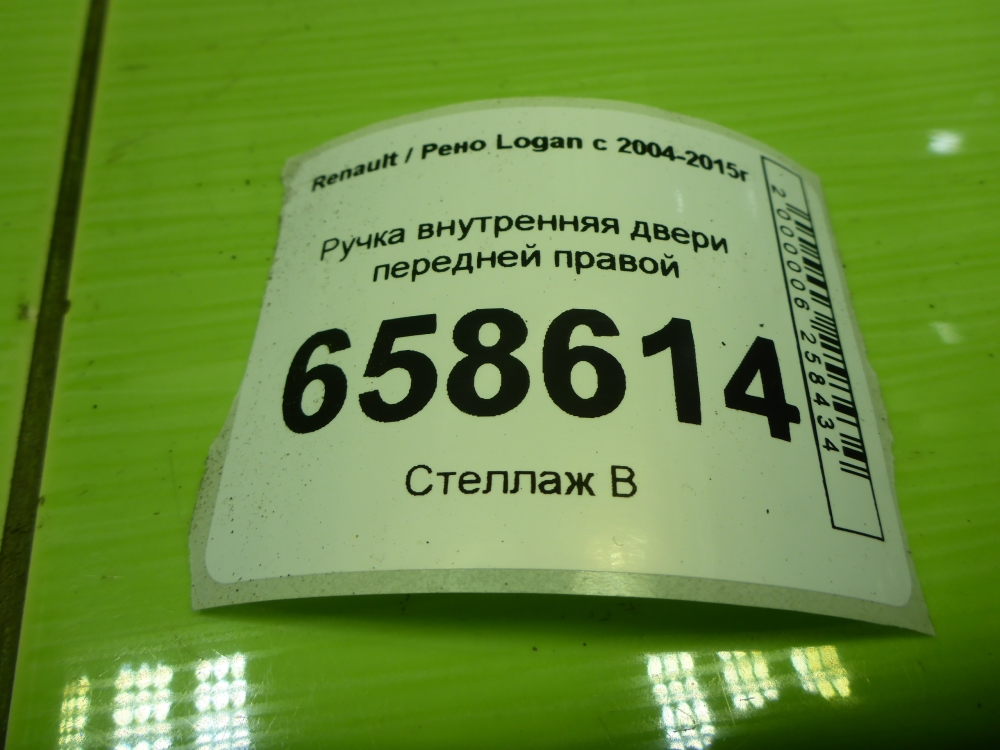 Renault / Рено Logan с 2004-2015г
Ручка внутренняя двери
передней правой
658614
Стеллаж В
2000006258434